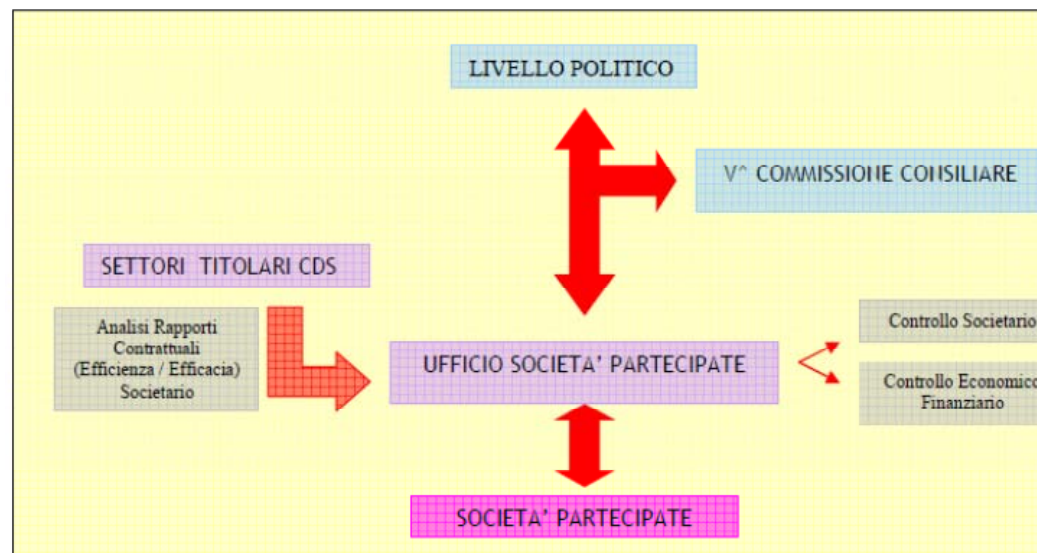 LIVELLO POLITICO
V^ COMMISSIONE CONSILIARE
SETTORI TITOLARI CDS
Analisi Rapporti
Contrattuali
(Efficienza / Efficacia)
Societario
UFFICIO SOCIETA' PARTECIPATE
Controllo Societario
Controllo Economico
Finanziario
SOCIETA' PARTECIPATE